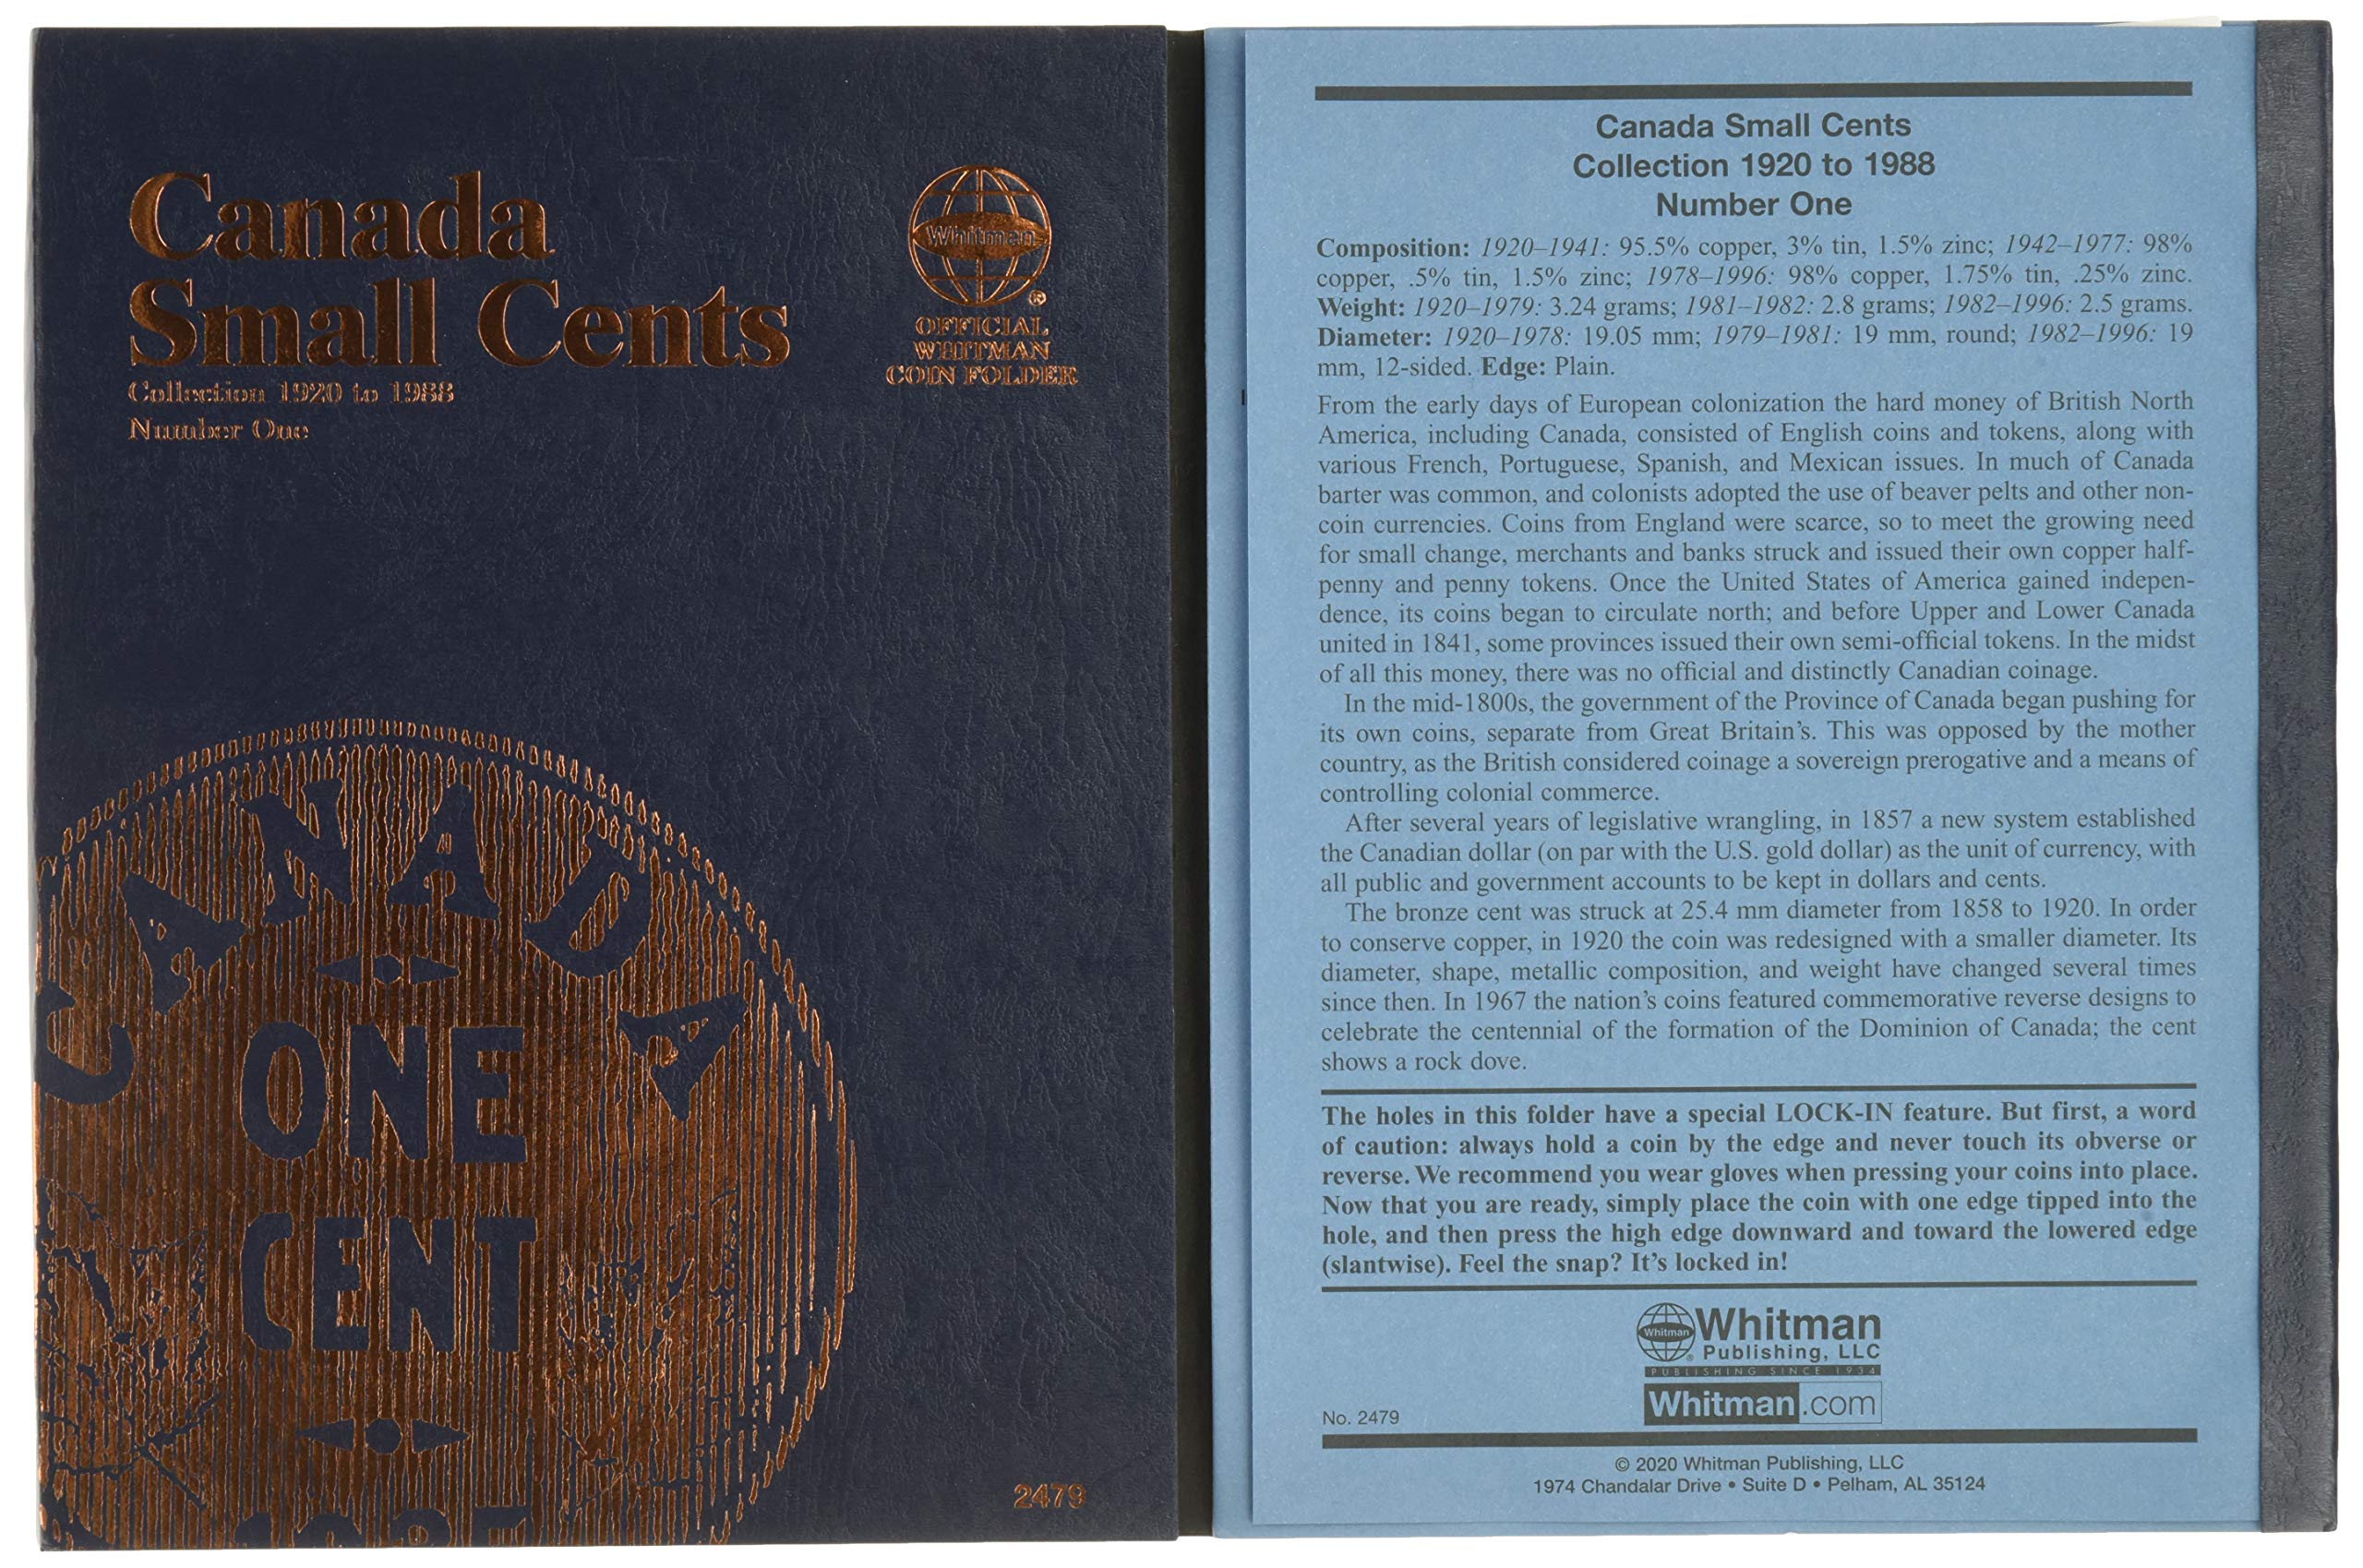 Canada
Small Cents
Collection 1920 to 1988
Number One
Whitman
®
OFFICIAL
WHITMAN
COIN FOLDER
CANADA
ONE
CENT
2479
Canada Small Cents
Collection 1920 to 1988
Number One
Composition: 1920–1941: 95.5% copper, 3% tin, 1.5% zinc; 1942–1977: 98%
copper, .5% tin, 1.5% zinc; 1978–1996: 98% copper, 1.75% tin, .25% zinc.
Weight: 1920–1979: 3.24 grams; 1981–1982: 2.8 grams; 1982–1996: 2.5 grams.
Diameter: 1920–1978: 19.05 mm; 1979–1981: 19 mm, round; 1982–1996: 19
mm, 12-sided. Edge: Plain.
From the early days of European colonization the hard money of British North
America, including Canada, consisted of English coins and tokens, along with
various French, Portuguese, Spanish, and Mexican issues. In much of Canada
barter was common, and colonists adopted the use of beaver pelts and other non-
coin currencies. Coins from England were scarce, so to meet the growing need
for small change, merchants and banks struck and issued their own copper half-
penny and penny tokens. Once the United States of America gained indepen-
dence, its coins began to circulate north; and before Upper and Lower Canada
united in 1841, some provinces issued their own semi-official tokens. In the midst
of all this money, there was no official and distinctly Canadian coinage.
In the mid-1800s, the government of the Province of Canada began pushing for
its own coins, separate from Great Britain's. This was opposed by the mother
country, as the British considered coinage a sovereign prerogative and a means of
controlling colonial commerce.
After several years of legislative wrangling, in 1857 a new system established
the Canadian dollar (on par with the U.S. gold dollar) as the unit of currency, with
all public and government accounts to be kept in dollars and cents.
The bronze cent was struck at 25.4 mm diameter from 1858 to 1920. In order
to conserve copper, in 1920 the coin was redesigned with a smaller diameter. Its
diameter, shape, metallic composition, and weight have changed several times
since then. In 1967 the nation's coins featured commemorative reverse designs to
celebrate the centennial of the formation of the Dominion of Canada; the cent
shows a rock dove.
The holes in this folder have a special LOCK-IN feature. But first, a word
of caution: always hold a coin by the edge and never touch its obverse or
reverse. We recommend you wear gloves when pressing your coins into place.
Now that you are ready, simply place the coin with one edge tipped into the
hole, and then press the high edge downward and toward the lowered edge
(slantwise). Feel the snap? It's locked in!
Whitman
® Whitman
Publishing, LLC
PUBLISHING SINCE 1934
Whitman.com
No. 2479
© 2020 Whitman Publishing, LLC
1974 Chandalar Drive • Suite D • Pelham, AL 35124